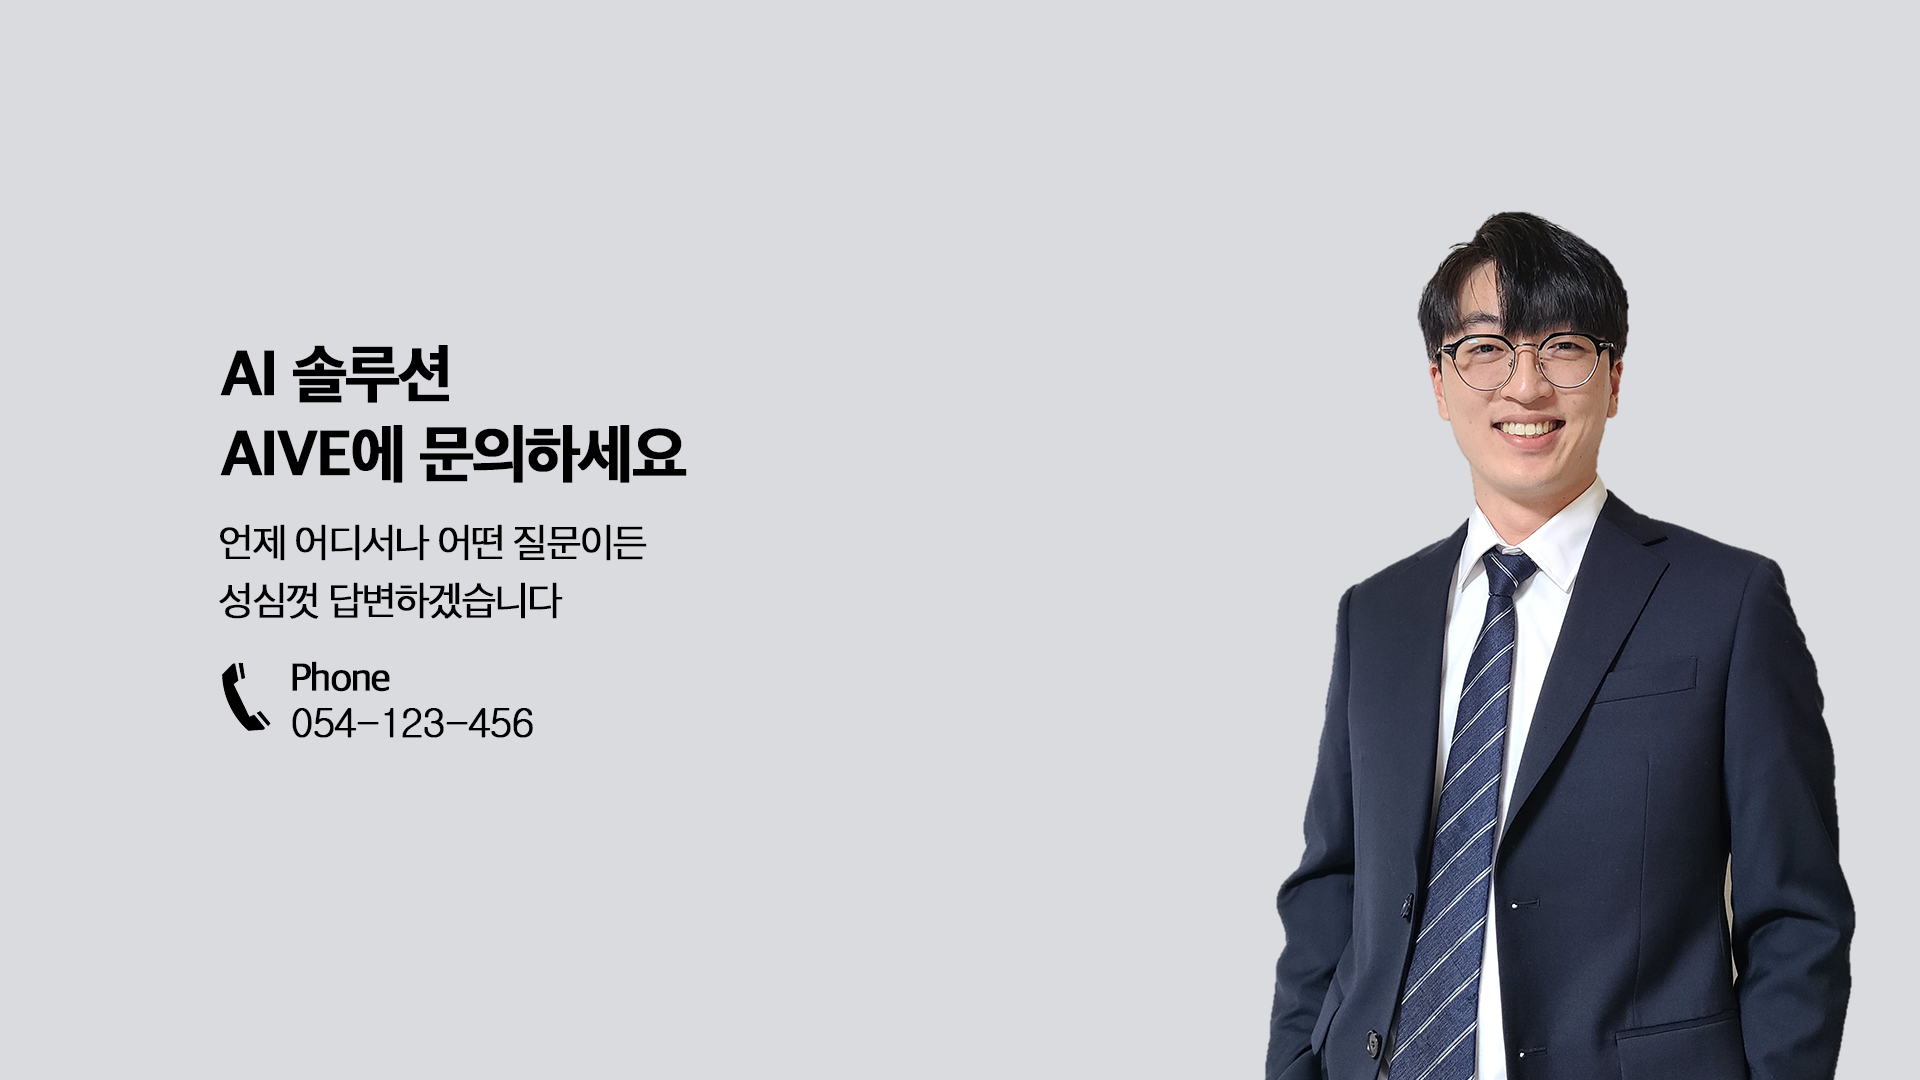 AI 솔루션
AIVE에 문의하세요
언제 어디서나 어떤 질문이든
성심껏 답변하겠습니다
Phone
054-123-456